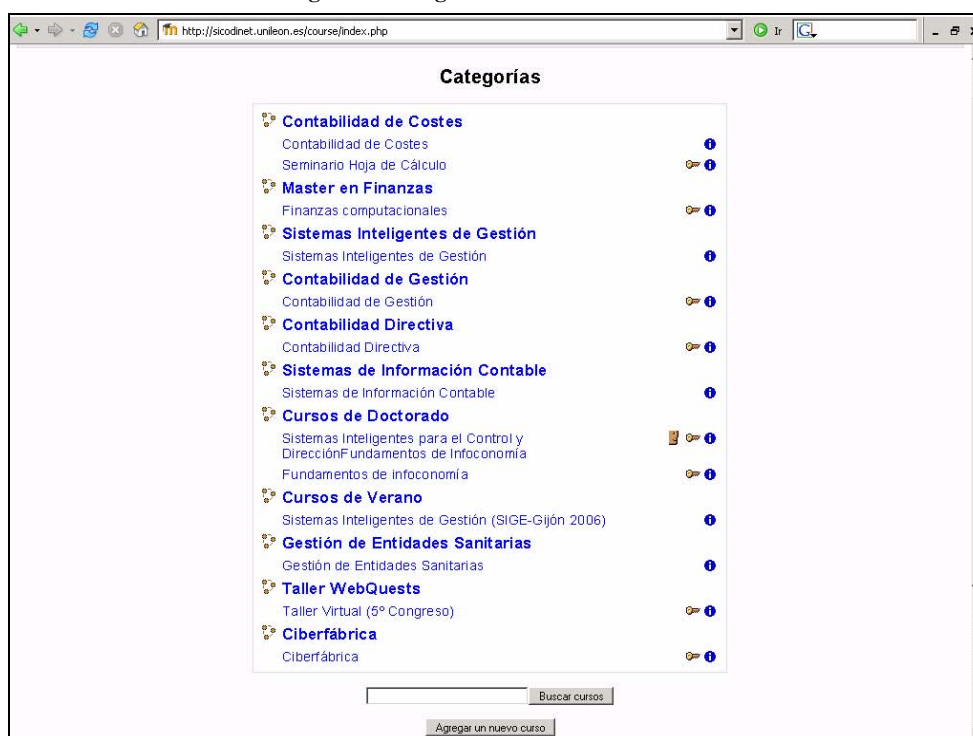 http://sicodinet.unileon.es/course/index.php
Ir
Categorías
Contabilidad de Costes
Contabilidad de Costes
Seminario Hoja de Cálculo
Master en Finanzas
Finanzas computacionales
Sistemas Inteligentes de Gestión
Sistemas Inteligentes de Gestión
Contabilidad de Gestión
Contabilidad de Gestión
Contabilidad Directiva
Contabilidad Directiva
Sistemas de Información Contable
Sistemas de Información Contable
Cursos de Doctorado
Sistemas Inteligentes para el Control y
DirecciónFundamentos de Infoconomía
Fundamentos de infoconomía
Cursos de Verano
Sistemas Inteligentes de Gestión (SIGE-Gijón 2006)
Gestión de Entidades Sanitarias
Gestión de Entidades Sanitarias
Taller WebQuests
Taller Virtual (5º Congreso)
Ciberfábrica
Ciberfábrica
Buscar cursos
Agregar un nuevo curso